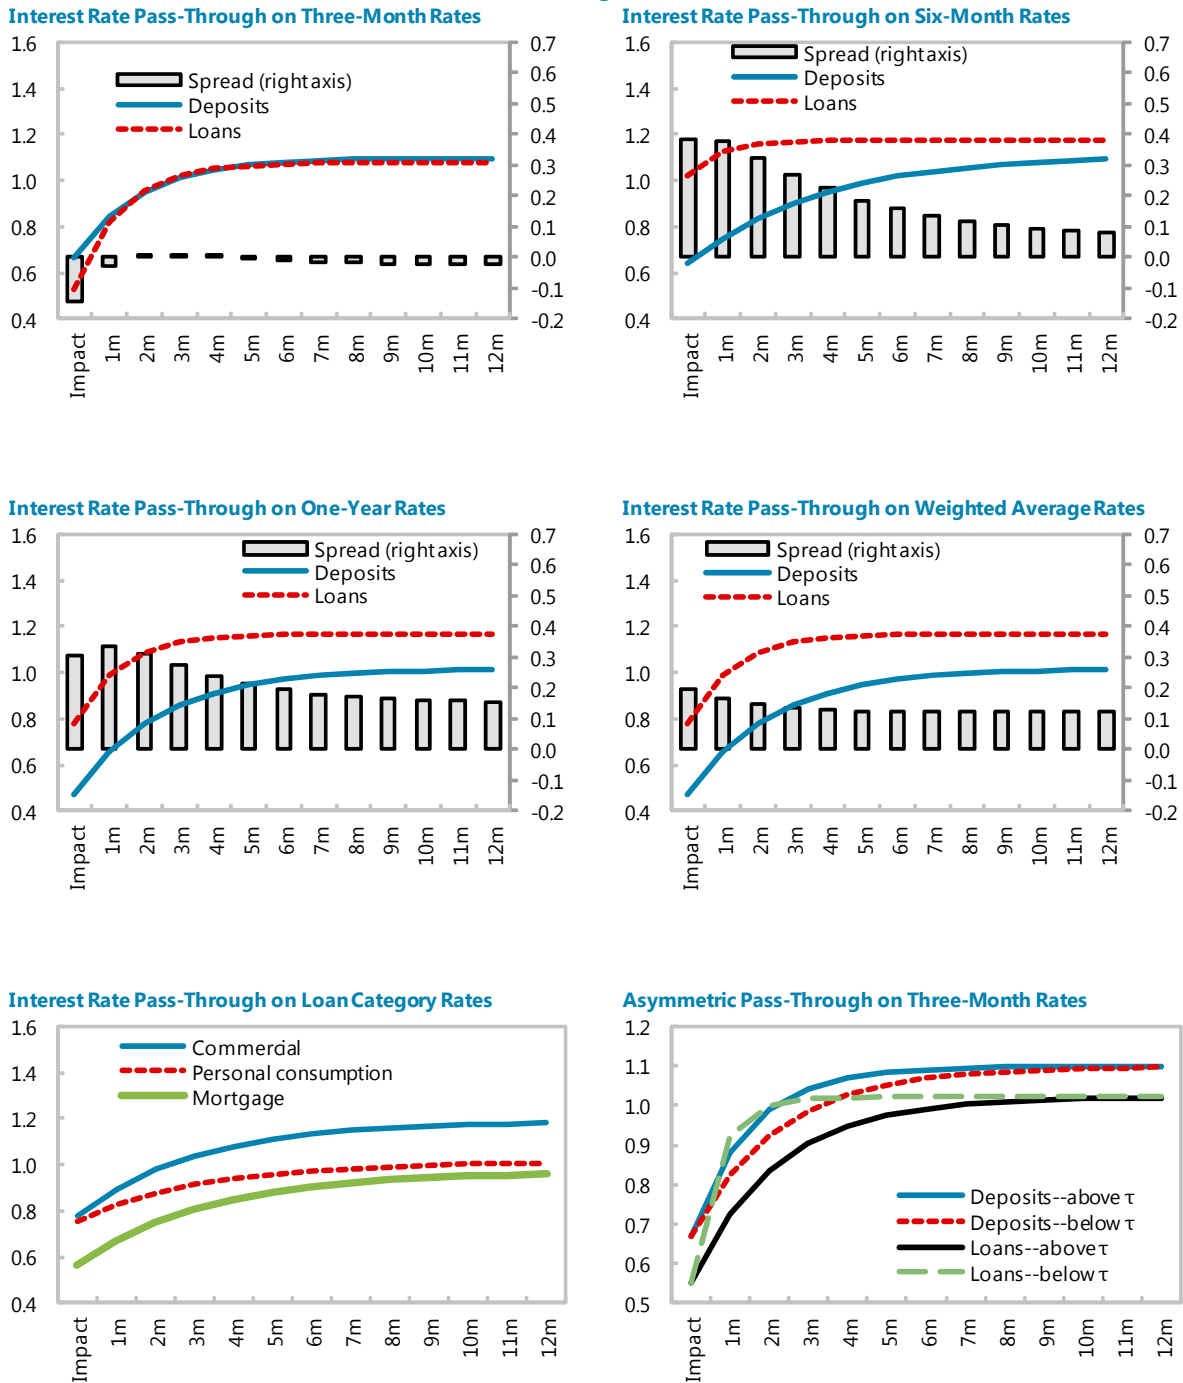 Interest Rate Pass-Through on Three-Month Rates
1.6
1.4
1.2
1.0
0.8
0.6
0.4
0.7
0.6
0.5
0.4
0.3
0.2
0.1
0.0
-0.1
-0.2
Spread (right axis)
Deposits
Loans
Impact 1m 2m 3m 4m 5m 6m 7m 8m 9m 10m 11m 12m
Interest Rate Pass-Through on Six-Month Rates
1.6
1.4
1.2
1.0
0.8
0.6
0.4
0.7
0.6
0.5
0.4
0.3
0.2
0.1
0.0
-0.1
-0.2
Spread (right axis)
Deposits
Loans
Impact 1m 2m 3m 4m 5m 6m 7m 8m 9m 10m 11m 12m
Interest Rate Pass-Through on One-Year Rates
1.6
1.4
1.2
1.0
0.8
0.6
0.4
0.7
0.6
0.5
0.4
0.3
0.2
0.1
0.0
-0.1
-0.2
Spread (right axis)
Deposits
Loans
Impact 1m 2m 3m 4m 5m 6m 7m 8m 9m 10m 11m 12m
Interest Rate Pass-Through on Weighted Average Rates
1.6
1.4
1.2
1.0
0.8
0.6
0.4
0.7
0.6
0.5
0.4
0.3
0.2
0.1
0.0
-0.1
-0.2
Spread (right axis)
Deposits
Loans
Impact 1m 2m 3m 4m 5m 6m 7m 8m 9m 10m 11m 12m
Interest Rate Pass-Through on Loan Category Rates
1.6
1.4
1.2
1.0
0.8
0.6
0.4
Commercial
Personal consumption
Mortgage
Impact 1m 2m 3m 4m 5m 6m 7m 8m 9m 10m 11m 12m
Asymmetric Pass-Through on Three-Month Rates
1.2
1.1
1.0
0.9
0.8
0.7
0.6
0.5
Deposits--above τ
Deposits--below τ
Loans--above τ
Loans--below τ
Impact 1m 2m 3m 4m 5m 6m 7m 8m 9m 10m 11m 12m